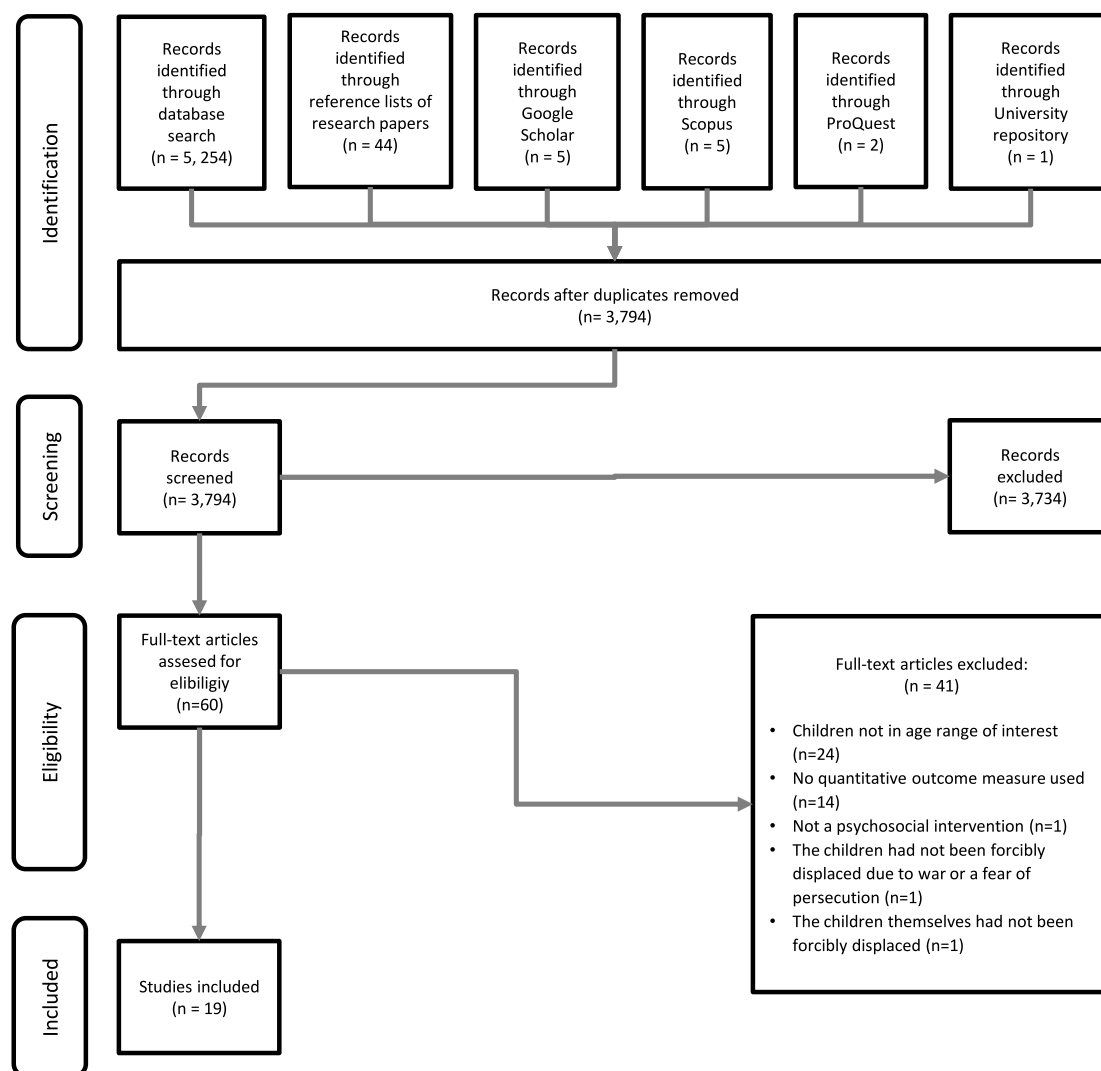 Identification
Records
identified
through
database
search
(n = 5, 254)
Records
identified
through
reference lists of
research papers
(n = 44)
Records
identified
through
Google
Scholar
(n = 5)
Records
identified
through
Scopus
(n = 5)
Records
identified
through
ProQuest
(n = 2)
Records
identified
through
University
repository
(n = 1)
Records after duplicates removed
(n= 3,794)
Screening
Records
screened
(n= 3,794)
Records
excluded
(n= 3,734)
Eligibility
Full-text articles
assesed for
elibiligiy
(n=60)
Full-text articles excluded:
(n = 41)
• Children not in age range of interest
(n=24)
• No quantitative outcome measure used
(n=14)
• Not a psychosocial intervention (n=1)
• The children had not been forcibly
displaced due to war or a fear of
persecution (n=1)
• The children themselves had not been
forcibly displaced (n=1)
Included
Studies included
(n = 19)